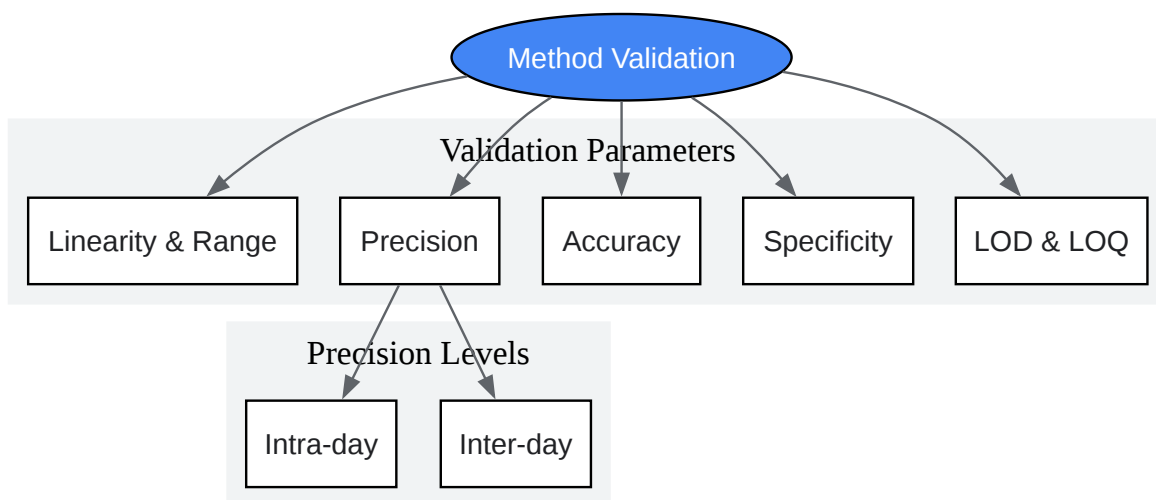 Method Validation
Validation Parameters
Linearity & Range
Precision
Accuracy
Specificity
LOD & LOQ
Precision Levels
Intra-day
Inter-day